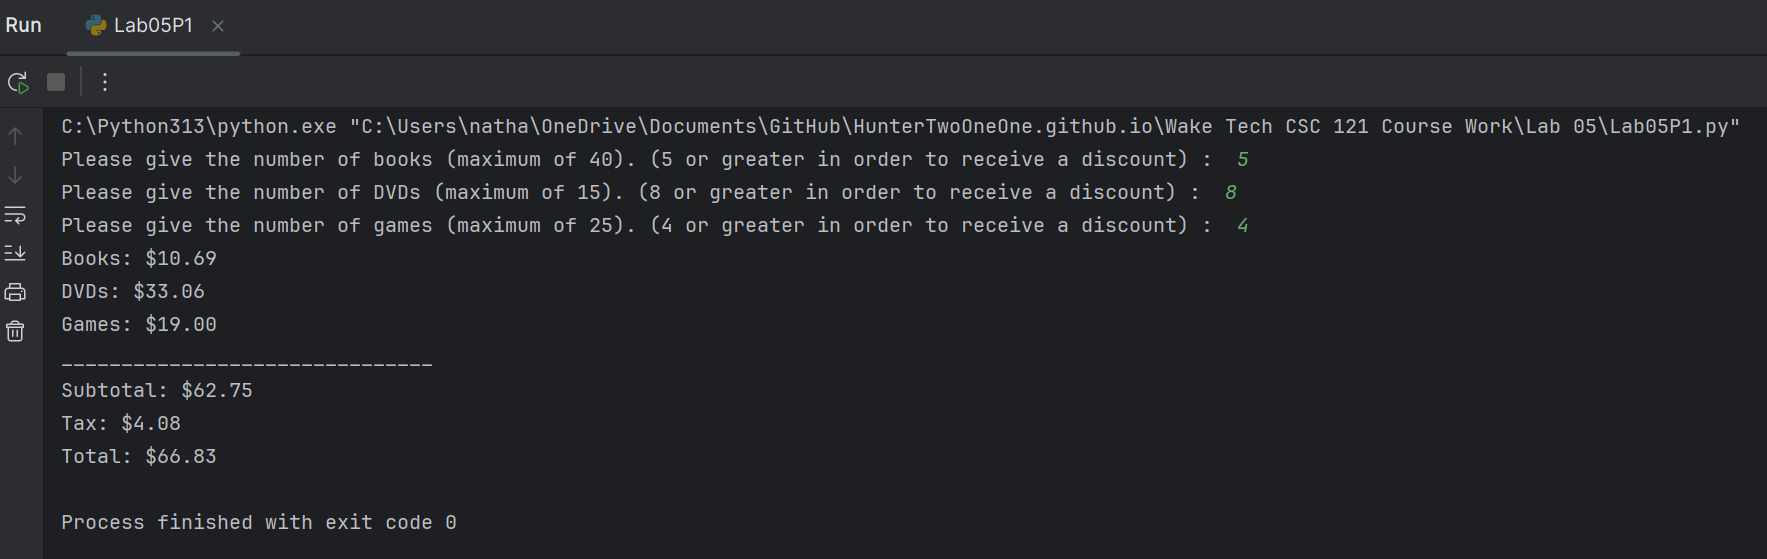 Run Lab05P1
C:\Python313\python.exe "C:\Users\natha\OneDrive\Documents\GitHub\HunterTwoOneOne.github.io\Wake Tech CSC 121 Course Work\Lab 05\Lab05P1.py"
Please give the number of books (maximum of 40). (5 or greater in order to receive a discount) :  5
Please give the number of DVDs (maximum of 15). (8 or greater in order to receive a discount) :  8
Please give the number of games (maximum of 25). (4 or greater in order to receive a discount) :  4
Books: $10.69
DVDs: $33.06
Games: $19.00
_______________________________
Subtotal: $62.75
Tax: $4.08
Total: $66.83
Process finished with exit code 0